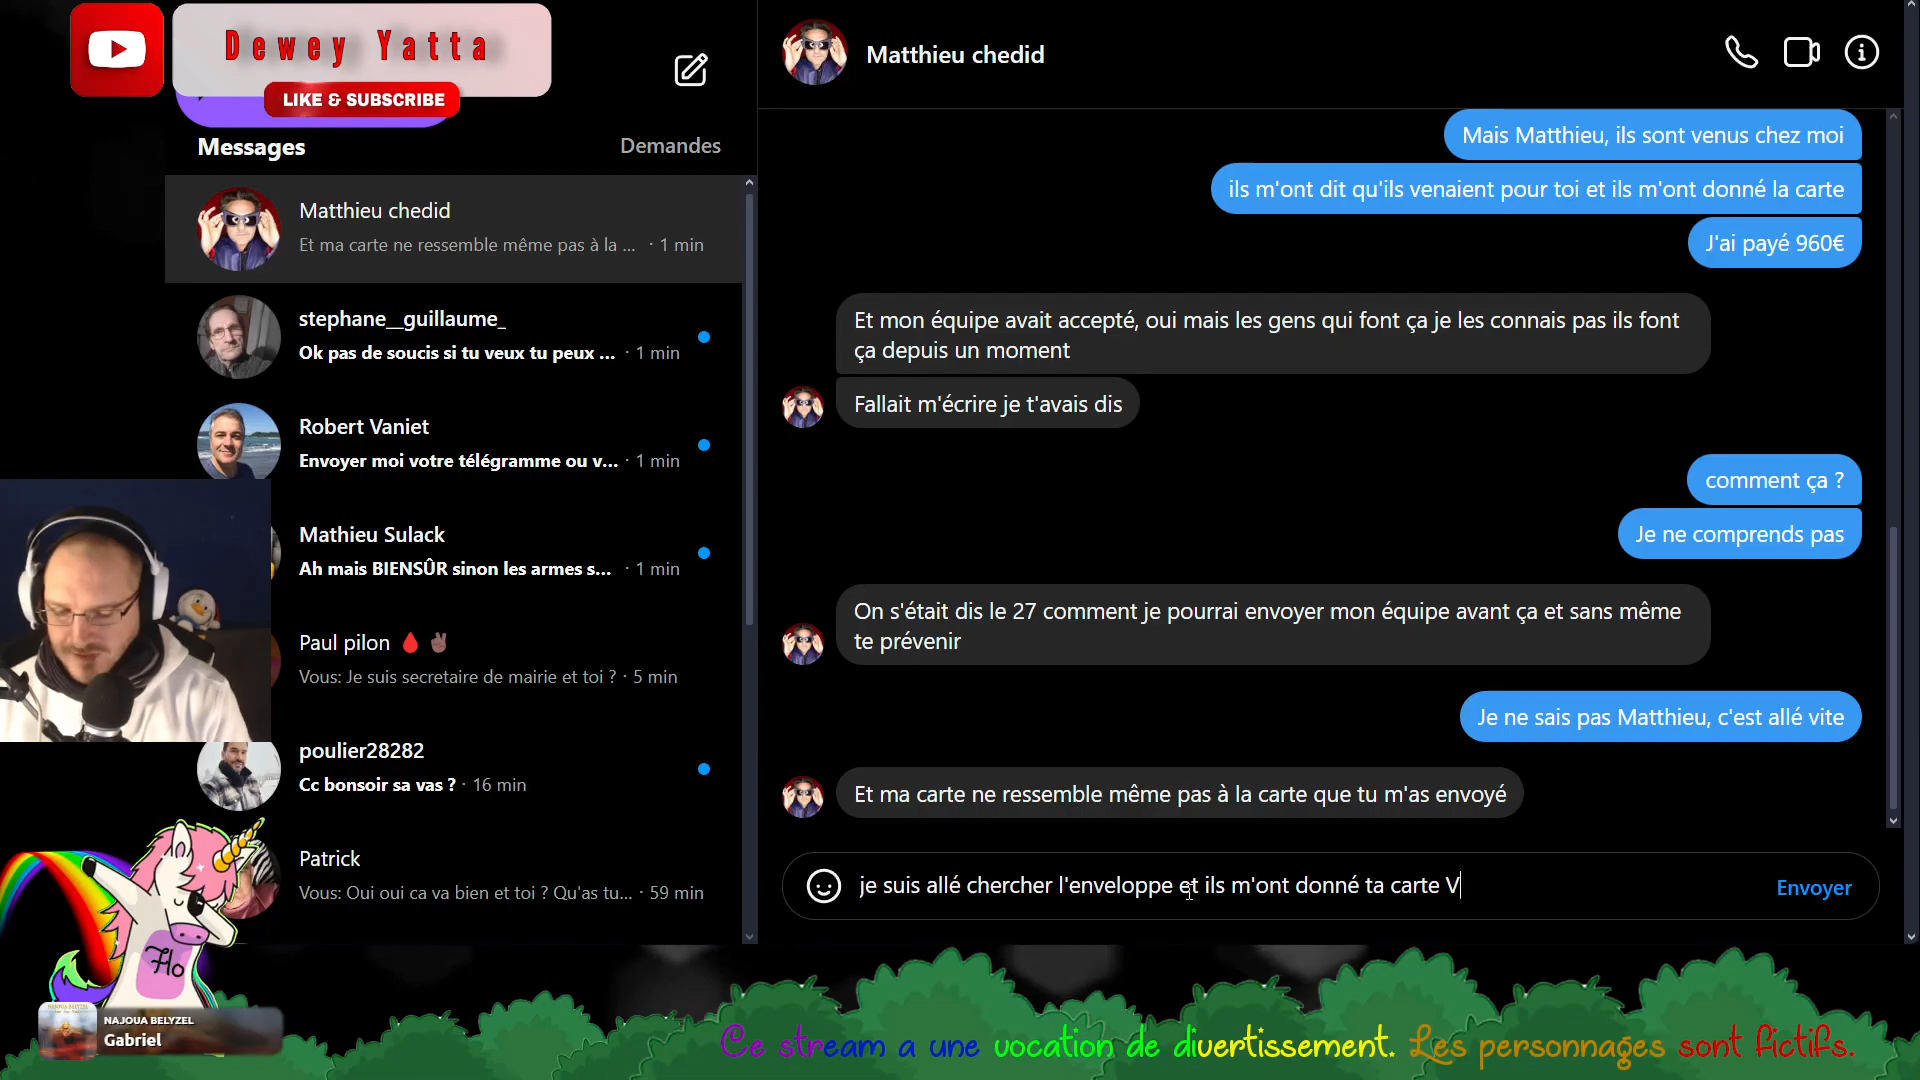 Dewey Yatta
LIKE & SUBSCRIBE
Messages
Demandes
Matthieu chedid
Et ma carte ne ressemble même pas à la ... · 1 min
stephane__guillaume_
Ok pas de soucis si tu veux tu peux ... · 1 min
Robert Vaniet
Envoyer moi votre télégramme ou v... · 1 min
Mathieu Sulack
Ah mais BIENSÛR sinon les armes s... · 1 min
Paul pilon 🩸 ✌🏿
Vous: Je suis secretaire de mairie et toi ? · 5 min
poulier28282
Cc bonsoir sa vas ? · 16 min
Patrick
Vous: Oui oui ca va bien et toi ? Qu'as tu... · 59 min
Matthieu chedid
Mais Matthieu, ils sont venus chez moi
ils m'ont dit qu'ils venaient pour toi et ils m'ont donné la carte
J'ai payé 960€
Et mon équipe avait accepté, oui mais les gens qui font ça je les connais pas ils font
ça depuis un moment
Fallait m'écrire je t'avais dis
comment ça ?
Je ne comprends pas
On s'était dis le 27 comment je pourrai envoyer mon équipe avant ça et sans même
te prévenir
Je ne sais pas Matthieu, c'est allé vite
Et ma carte ne ressemble même pas à la carte que tu m'as envoyé
je suis allé chercher l'enveloppe et ils m'ont donné ta carte V
Envoyer
Flo
NAJOUA BELYZEL
Gabriel
Ce stream a une vocation de divertissement. Les personnages sont fictifs.